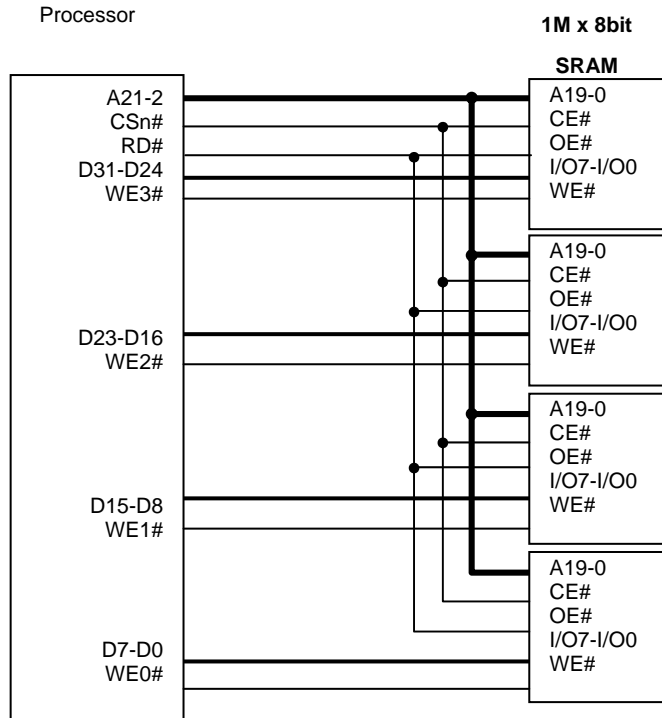 Processor
1M x 8bit
SRAM
A21-2
CSn#
RD#
D31-D24
WE3#
D23-D16
WE2#
D15-D8
WE1#
D7-D0
WE0#
A19-0
CE#
OE#
I/O7-I/O0
WE#
A19-0
CE#
OE#
I/O7-I/O0
WE#
A19-0
CE#
OE#
I/O7-I/O0
WE#
A19-0
CE#
OE#
I/O7-I/O0
WE#